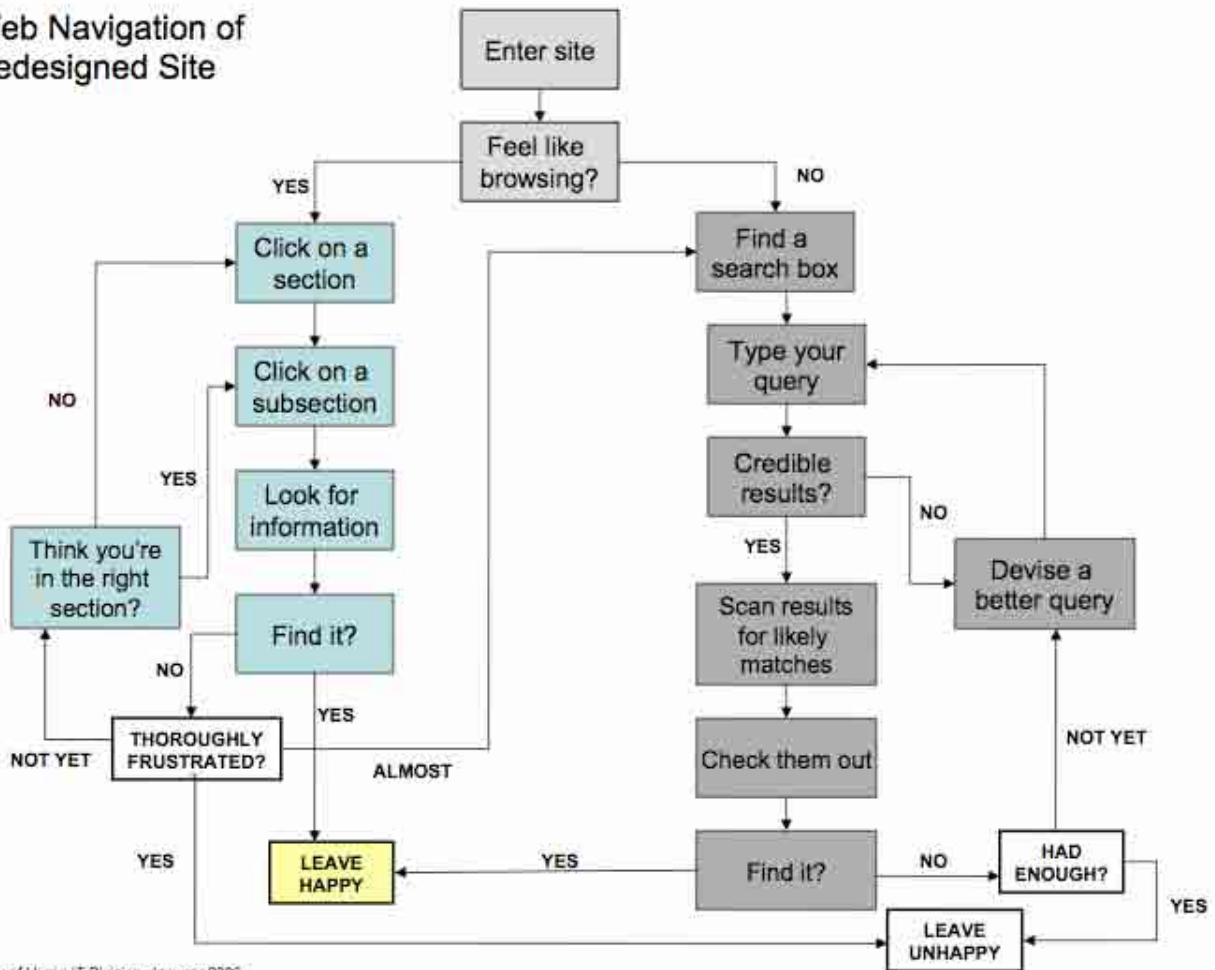 eb Navigation of
edesigned Site
Enter site
Feel like
browsing?
YES
NO
Click on a
section
Find a
search box
Click on a
subsection
Type your
query
NO
YES
Look for
information
Credible
results?
NO
YES
Think you're
in the right
section?
Devise a
better query
Find it?
Scan results
for likely
matches
NO
YES
THOROUGHLY
FRUSTRATED?
NOT YET
ALMOST
Check them out
NOT YET
YES
LEAVE
HAPPY
YES
Find it?
NO
HAD
ENOUGH?
YES
LEAVE
UNHAPPY